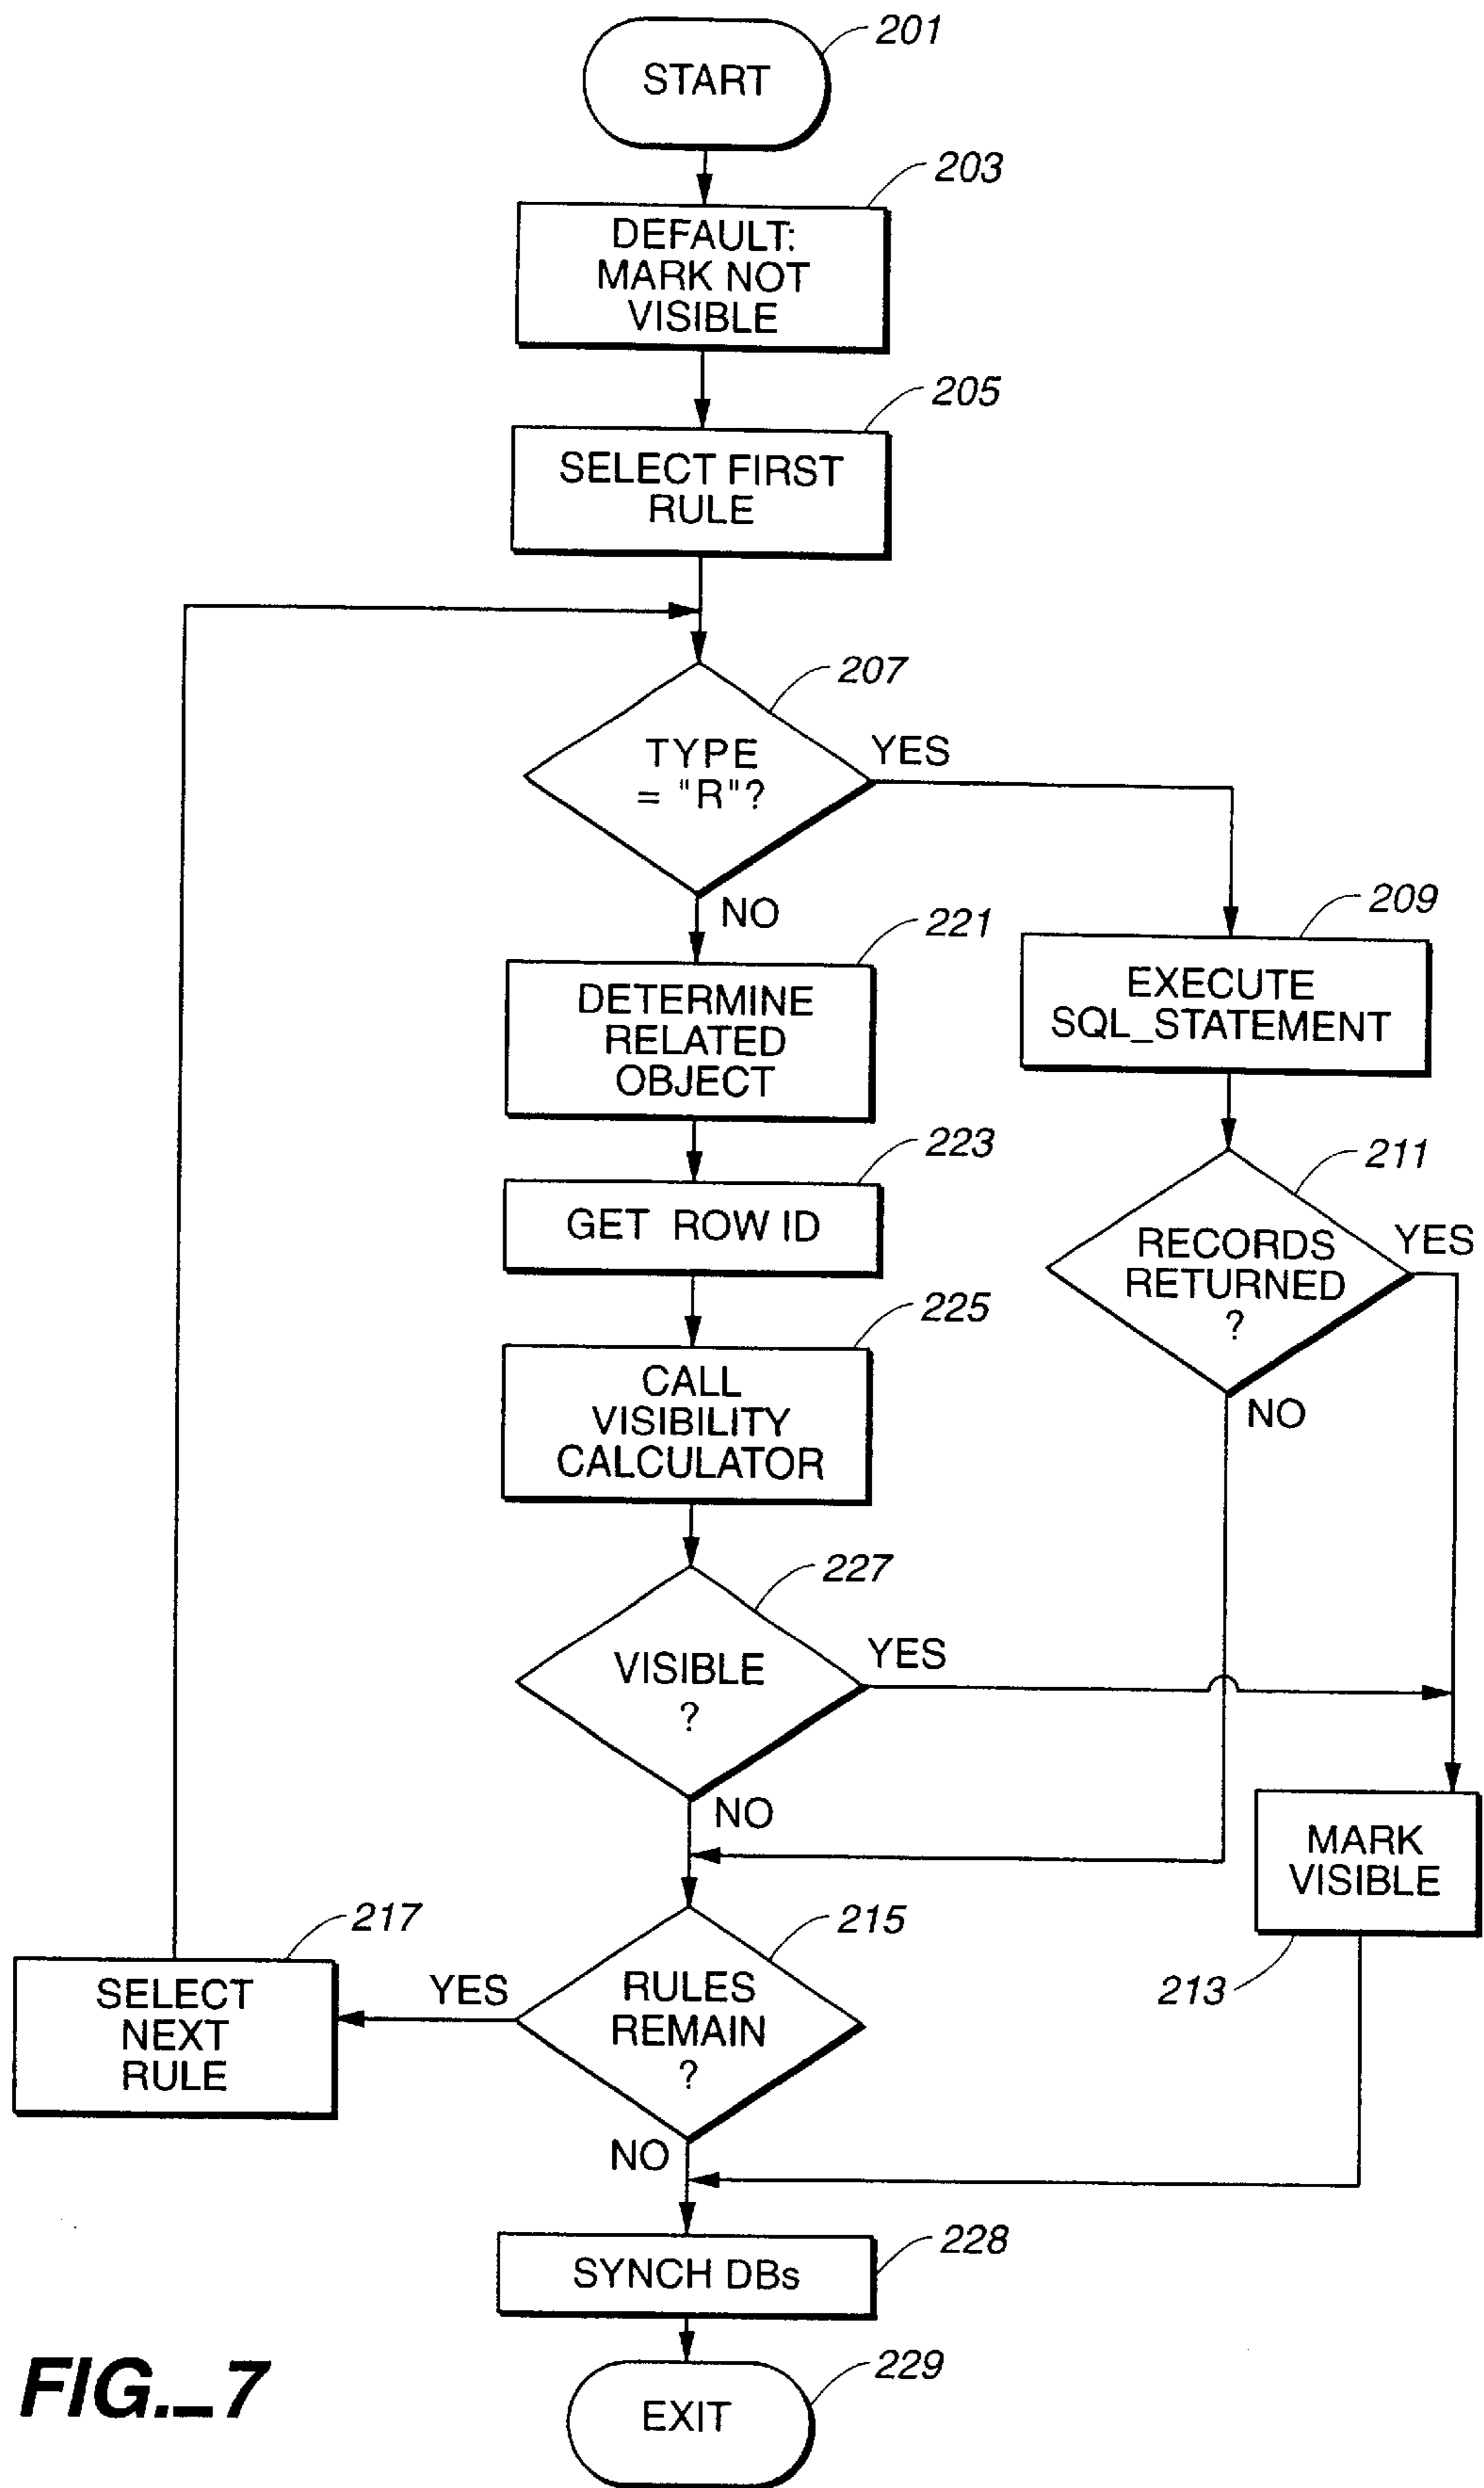 201
START
203
DEFAULT:
MARK NOT
VISIBLE
205
SELECT FIRST
RULE
207
TYPE
= "R"?
YES
NO
209
EXECUTE
SQL_STATEMENT
221
DETERMINE
RELATED
OBJECT
211
RECORDS
RETURNED
?
YES
NO
223
GET ROW ID
225
CALL
VISIBILITY
CALCULATOR
227
VISIBLE
?
YES
NO
MARK
VISIBLE
213
215
RULES
REMAIN
?
YES
NO
217
SELECT
NEXT
RULE
228
SYNCH DBs
229
EXIT
FIG._7